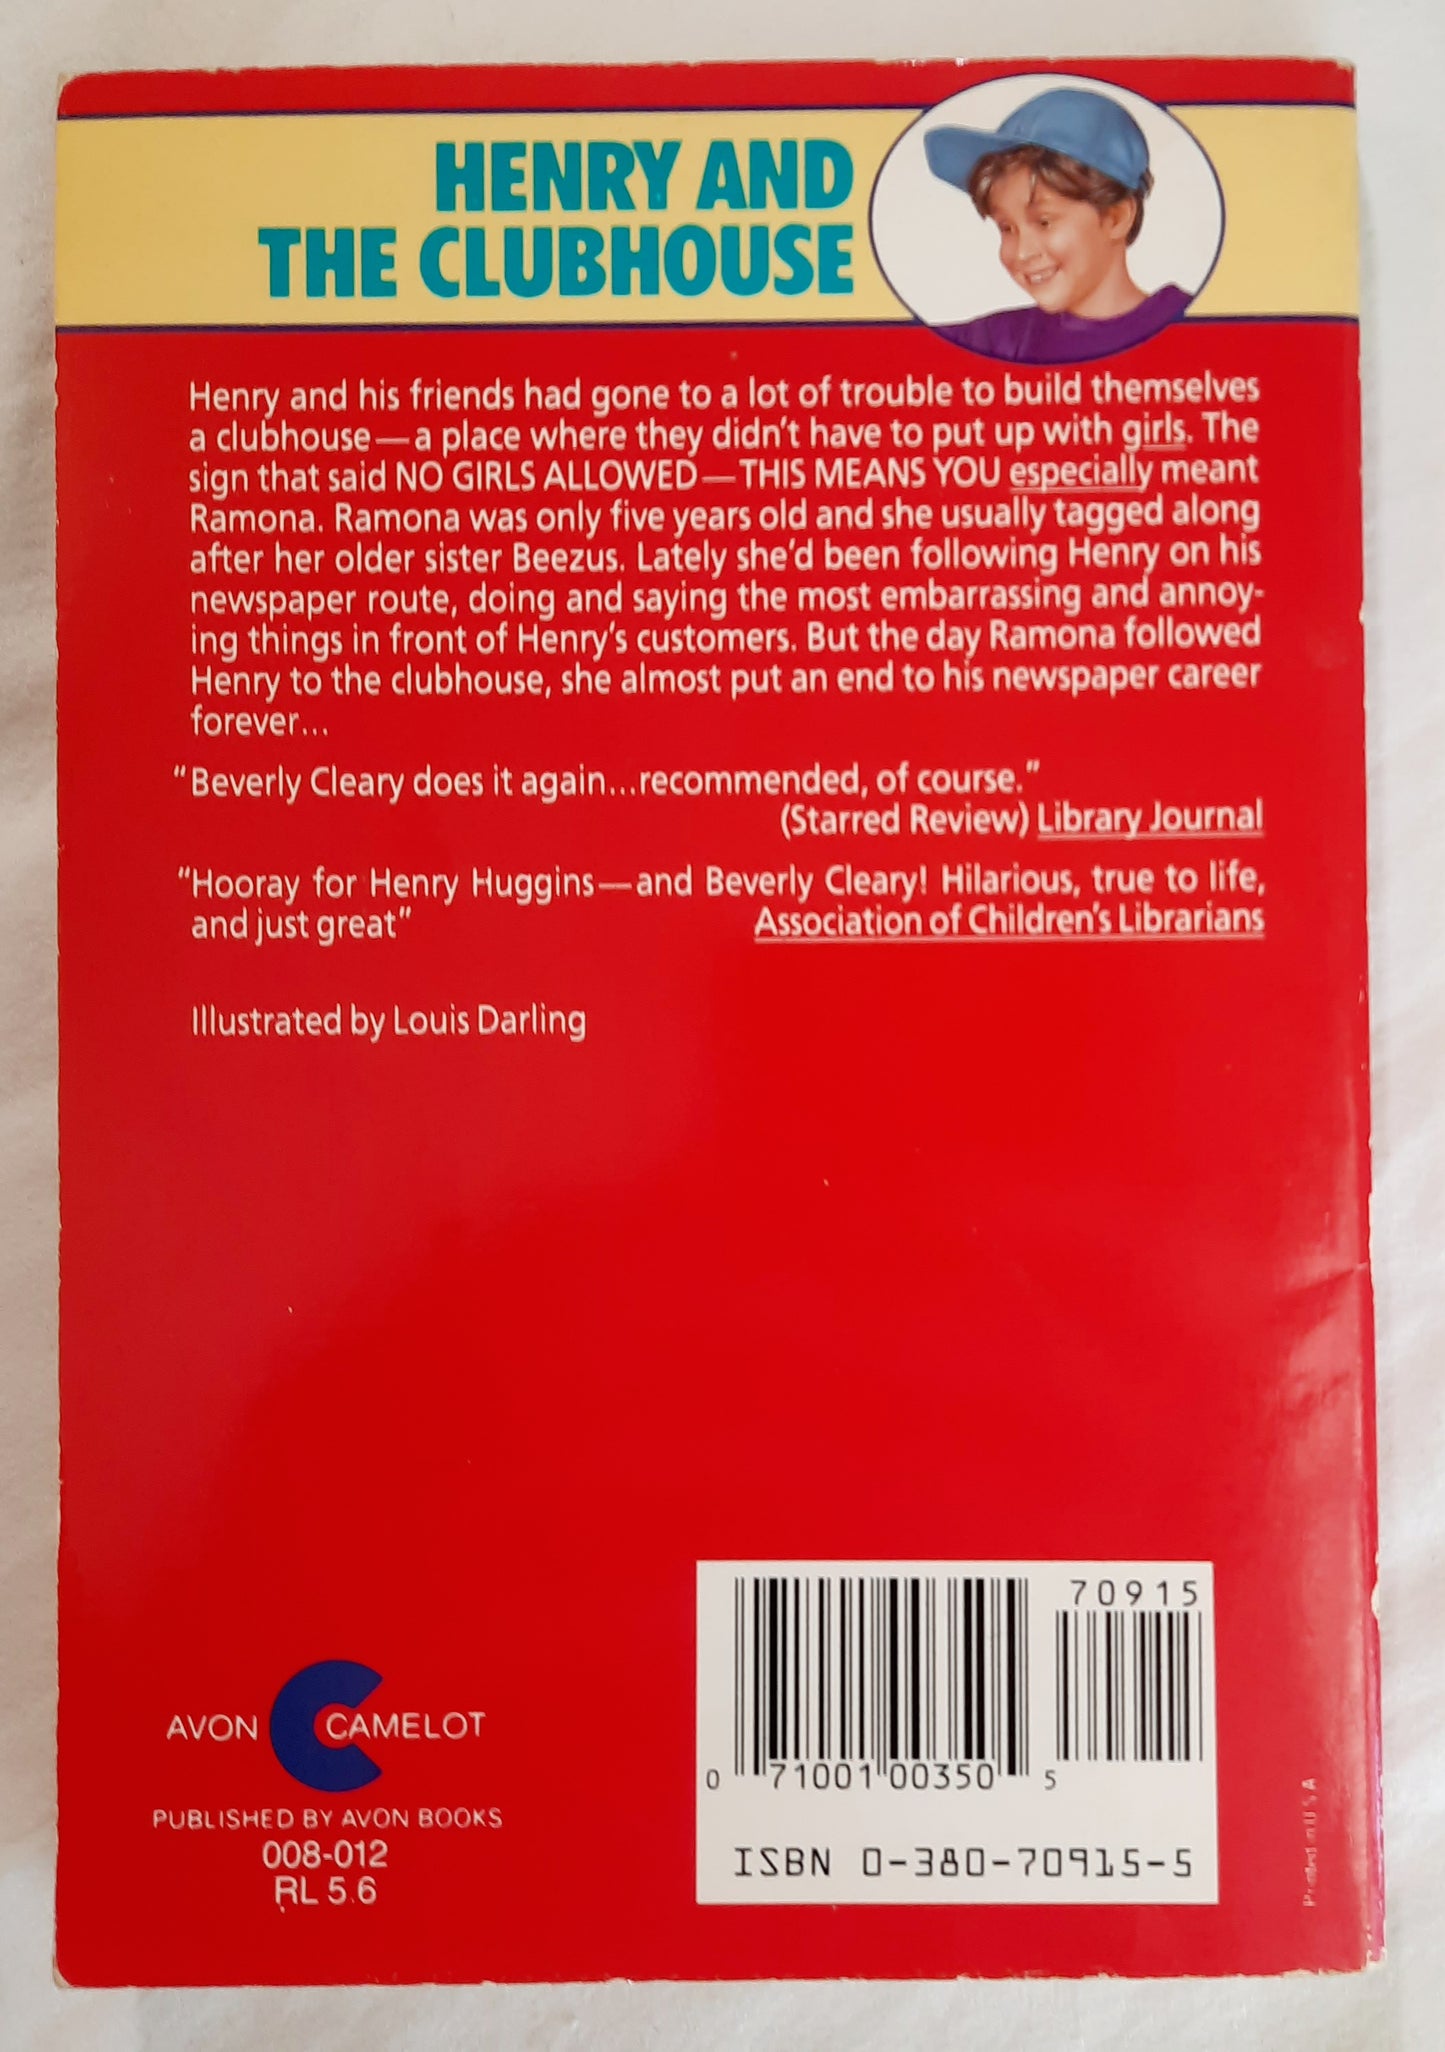 HENRY AND
THE CLUBHOUSE
Henry and his friends had gone to a lot of trouble to build themselves
a clubhouse—a place where they didn't have to put up with girls. The
sign that said NO GIRLS ALLOWED—THIS MEANS YOU especially meant
Ramona. Ramona was only five years old and she usually tagged along
after her older sister Beezus. Lately she'd been following Henry on his
newspaper route, doing and saying the most embarrassing and annoy-
ing things in front of Henry's customers. But the day Ramona followed
Henry to the clubhouse, she almost put an end to his newspaper career
forever...
"Beverly Cleary does it again...recommended, of course."
(Starred Review) Library Journal
"Hooray for Henry Huggins—and Beverly Cleary! Hilarious, true to life,
and just great" Association of Children's Librarians
Illustrated by Louis Darling
AVON CAMELOT
PUBLISHED BY AVON BOOKS
008-012
RL 5.6
70915
0 71001 00350 5
ISBN 0-380-70915-5
Printed in U.S.A